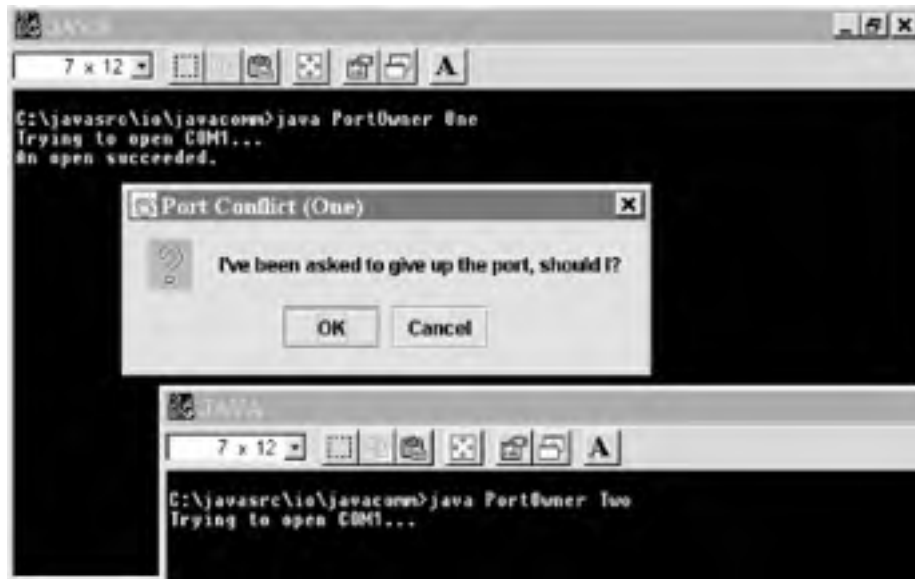 JAVA
7 x 12
A
C:\javasrc\io\javacomm>java PortOwner One
Trying to open COM1...
An open succeeded.
Port Conflict (One)
I've been asked to give up the port, should I?
OK
Cancel
JAVA
7 x 12
A
C:\javasrc\io\javacomm>java PortOwner Two
Trying to open COM1...